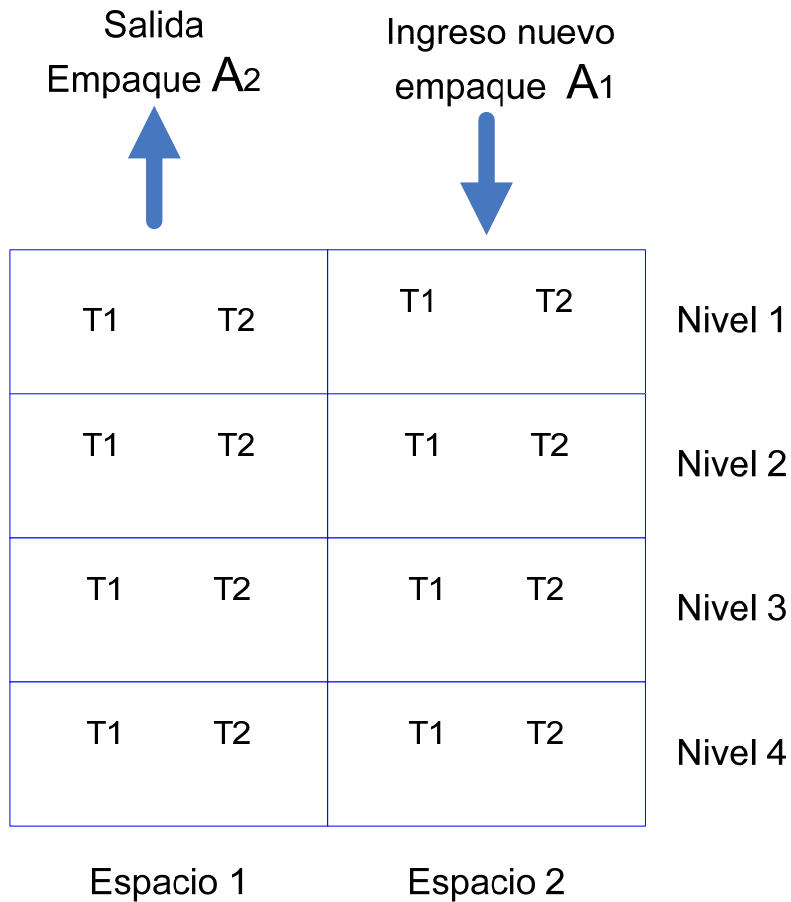 Salida
Empaque A2
Ingreso nuevo
empaque A1
T1 T2 T1 T2 Nivel 1
T1 T2 T1 T2 Nivel 2
T1 T2 T1 T2 Nivel 3
T1 T2 T1 T2 Nivel 4
Espacio 1 Espacio 2